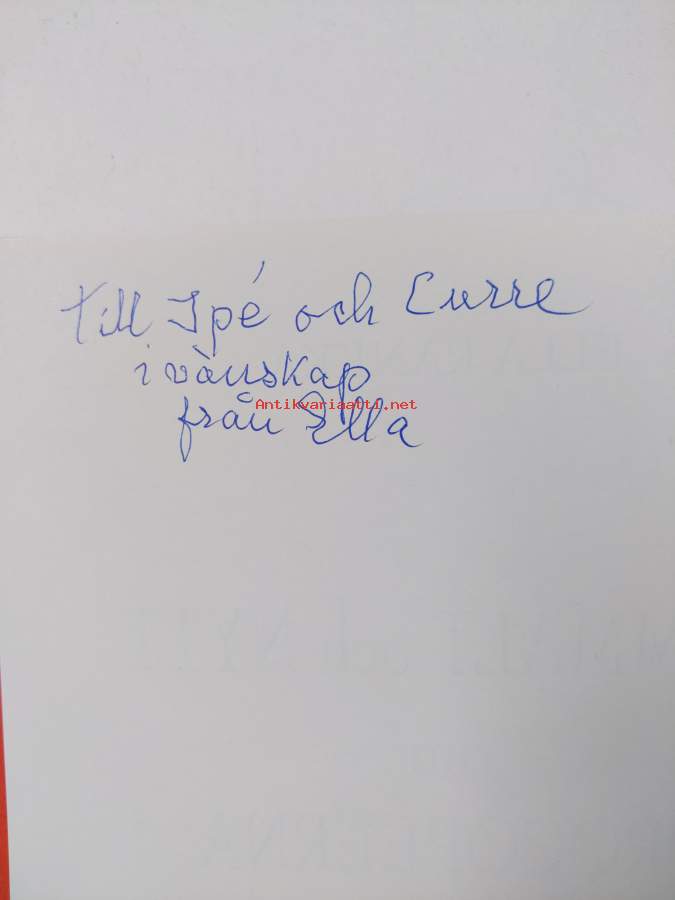 till Ipé och Curre
i vänskap
Antikvariaatti.net
från Ella